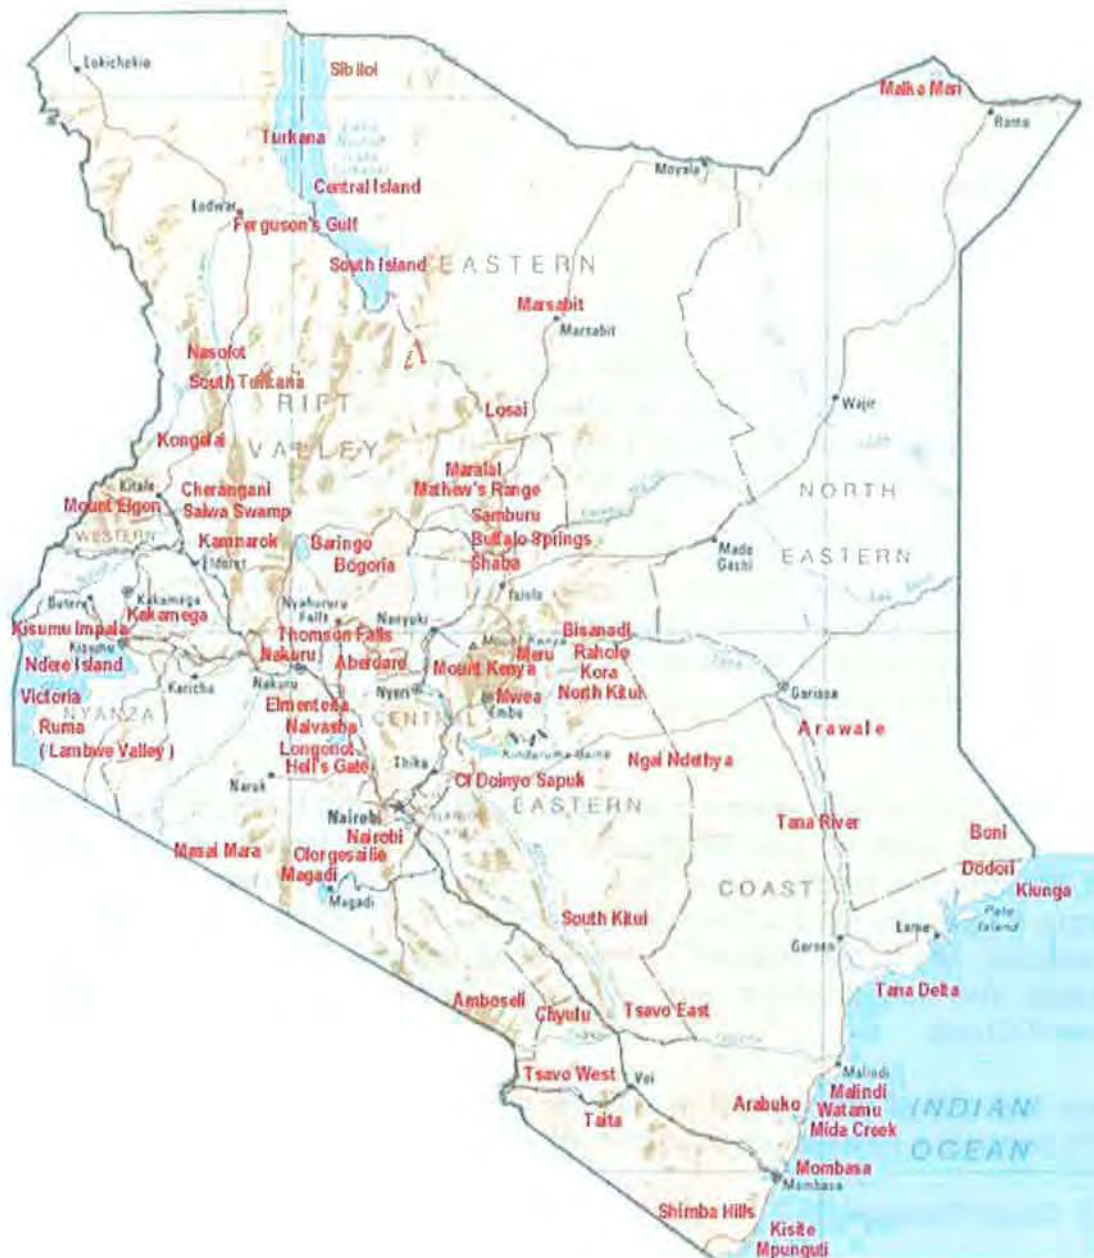 Lokichokio
Sibiloi
Malka Mari
Rama
Turkana
Moyale
Central Island
Lodwar
Ferguson's Gulf
South Island
EASTERN
Marsabit
Marsabit
Nasolot
South Turkana
RIFT
VALLEY
Losai
Wajir
Kongelai
Maralal
Mathew's Range
Kitale
Cherangani
Mount Elgon
Saiwa Swamp
NORTH
EASTERN
WESTERN
Samburu
Kamnarok
Baringo
Buffalo Springs
Bogoria
Shaba
Mado
Gashi
Eldoret
Isiolo
Butere
Kakamega
Kakamega
Nyahururu
Falls
Nanyuki
Kisumu Impala
Kisumu
Thomson Falls
Mount Kenya
Bisanadi
Ndere Island
Nakuru
Aberdare
Mount Kenya
Meru
Rahole
Kora
Kericho
Nakuru
Nyeri
Mwea
North Kitui
Tana
Garissa
Victoria
NYANZA
Elmenteita
CENTRAL
Embu
Ruma
( Lambwe Valley )
Naivasha
Arawale
Longonot
Hell's Gate
Thika
Kindaruma Dam
Ngai Ndethya
Narok
Ol Doinyo Sapuk
EASTERN
Nairobi
Nairobi
Tana River
Boni
Masai Mara
Olorgesailie
Magadi
Magadi
Dodori
Kiunga
COAST
Pate
Island
South Kitui
Garsen
Lamu
Tana Delta
Amboseli
Chyulu
Tsavo East
Tsavo West
Voi
Malindi
Malindi
Taita
Arabuko
Watamu
Mida Creek
INDIAN
OCEAN
Mombasa
Mombasa
Shimba Hills
Kisite
Mpunguti